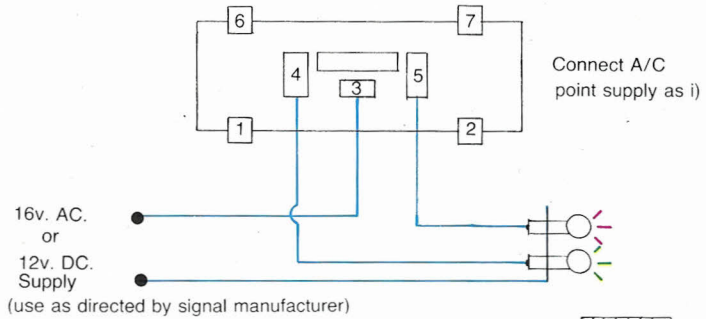 6 7
4 5
3
Connect A/C
point supply as i)
1 2
16v. AC.
or
12v. DC.
Supply
(use as directed by signal manufacturer)